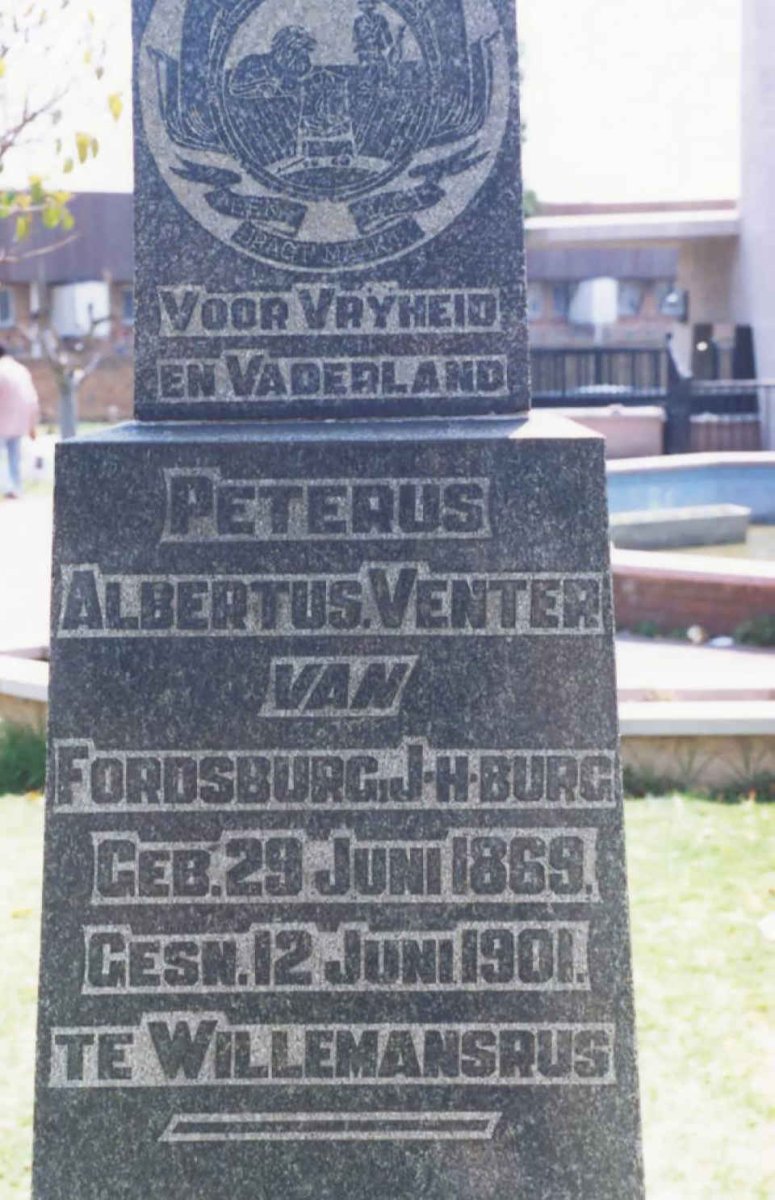 VOOR VRYHEID
EN VADERLAND
PETERUS
ALBERTUS.VENTER
VAN
FORDSBURG.J·H·BURG
GEB.29 JUNI 1869.
GESN.12 JUNI 1901.
TE WILLEMANSRUS